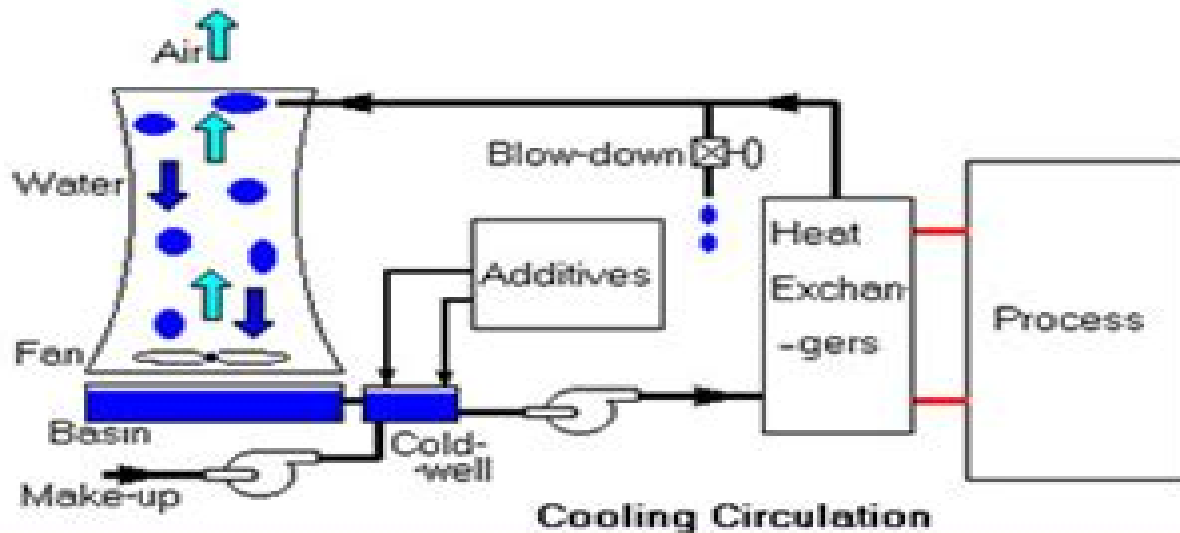 Air
Blow-down
Water
Additives
Heat
Exchan-
-gers
Process
Fan
Basin
Cold-
-well
Make-up
Cooling Circulation